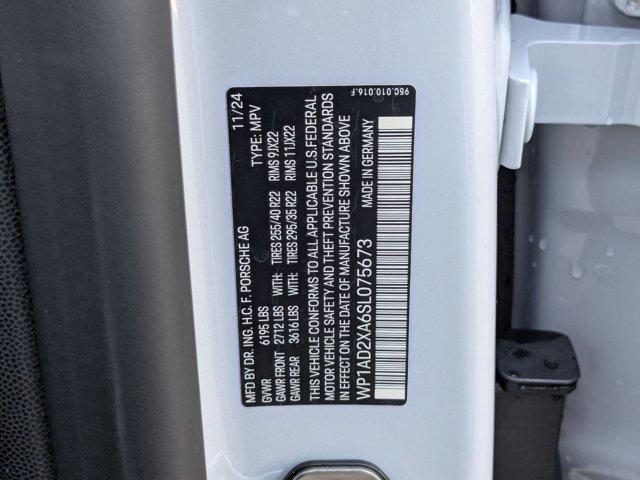 MFD BY DR. ING. H.C. F. PORSCHE AG 11/24
GVWR 6195 LBS TYPE: MPV
GAWR FRONT 2712 LBS WITH: TIRES 255/40 R22 RIMS 9JX22
GAWR REAR 3616 LBS WITH: TIRES 295/35 R22 RIMS 11JX22
THIS VEHICLE CONFORMS TO ALL APPLICABLE U.S. FEDERAL
MOTOR VEHICLE SAFETY AND THEFT PREVENTION STANDARDS
IN EFFECT ON THE DATE OF MANUFACTURE SHOWN ABOVE
WP1AD2XA6SL075673 MADE IN GERMANY
95C.010.016.F